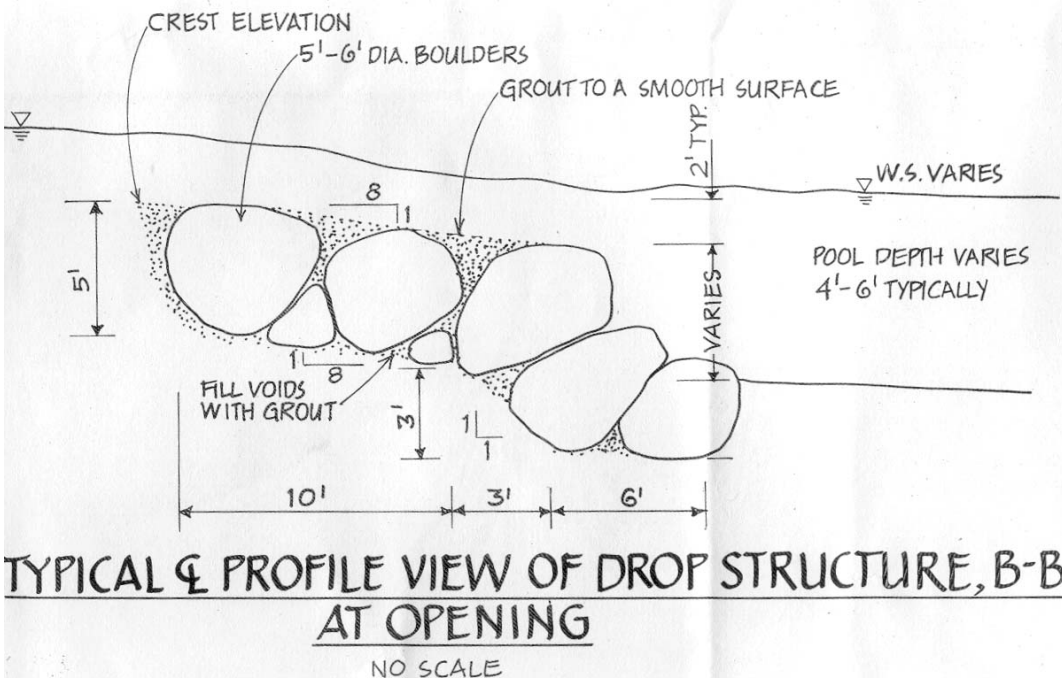 CREST ELEVATION
5'-6' DIA. BOULDERS
GROUT TO A SMOOTH SURFACE
2' TYP.
W.S. VARIES
8
1
POOL DEPTH VARIES
4'-6' TYPICALLY
5'
VARIES
1
8
FILL VOIDS
WITH GROUT
3'
1
1
10'
3'
6'
TYPICAL ℄ PROFILE VIEW OF DROP STRUCTURE, B-B
AT OPENING
NO SCALE